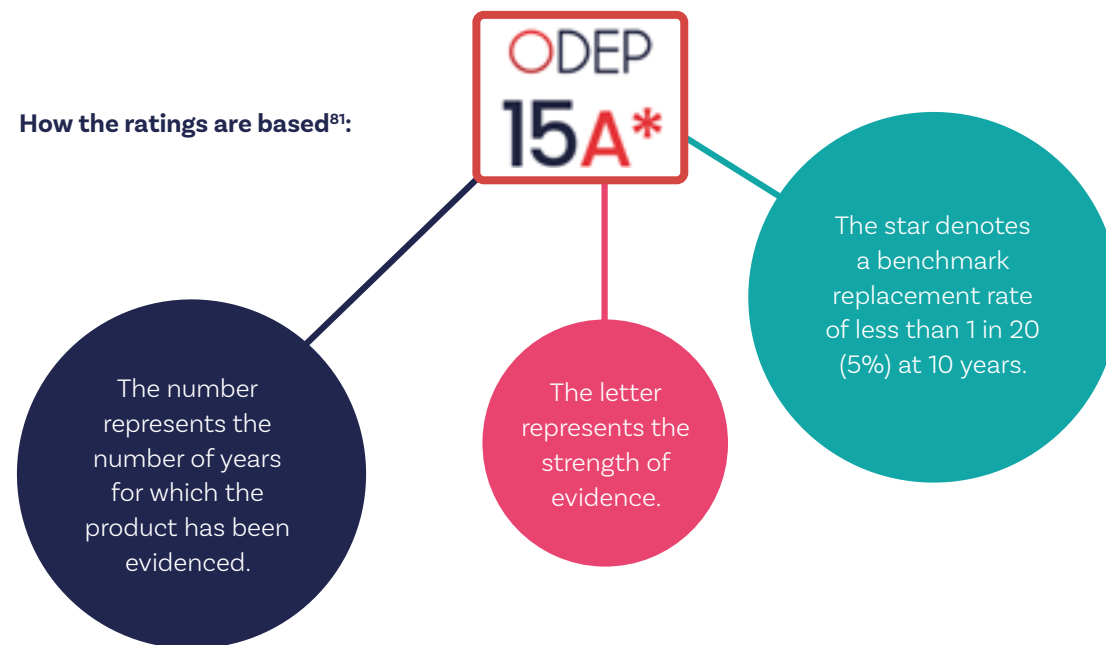 ODEP
15A*
How the ratings are based⁸¹:
The star denotes
a benchmark
replacement rate
of less than 1 in 20
(5%) at 10 years.
The number
represents the
number of years
for which the
product has been
evidenced.
The letter
represents the
strength of
evidence.